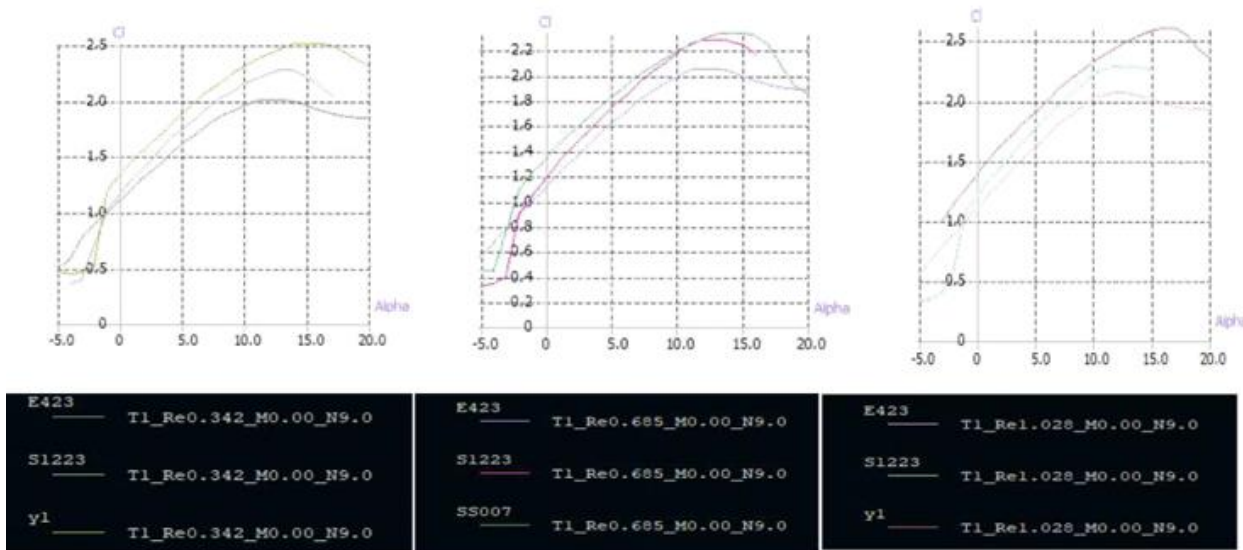 Cl
2.5
2.0
1.5
1.0
0.5
0
-5.0 0 5.0 10.0 15.0 20.0
Alpha
Cl
2.2
2.0
1.8
1.6
1.4
1.2
1.0
0.8
0.6
0.4
0.2
0
-5.0 0 5.0 10.0 15.0 20.0
Alpha
Cl
2.5
2.0
1.5
1.0
0.5
0
-5.0 0 5.0 10.0 15.0 20.0
Alpha
E423
T1_Re0.342_M0.00_N9.0
S1223
T1_Re0.342_M0.00_N9.0
y1
T1_Re0.342_M0.00_N9.0
E423
T1_Re0.685_M0.00_N9.0
S1223
T1_Re0.685_M0.00_N9.0
SS007
T1_Re0.685_M0.00_N9.0
E423
T1_Re1.028_M0.00_N9.0
S1223
T1_Re1.028_M0.00_N9.0
y1
T1_Re1.028_M0.00_N9.0